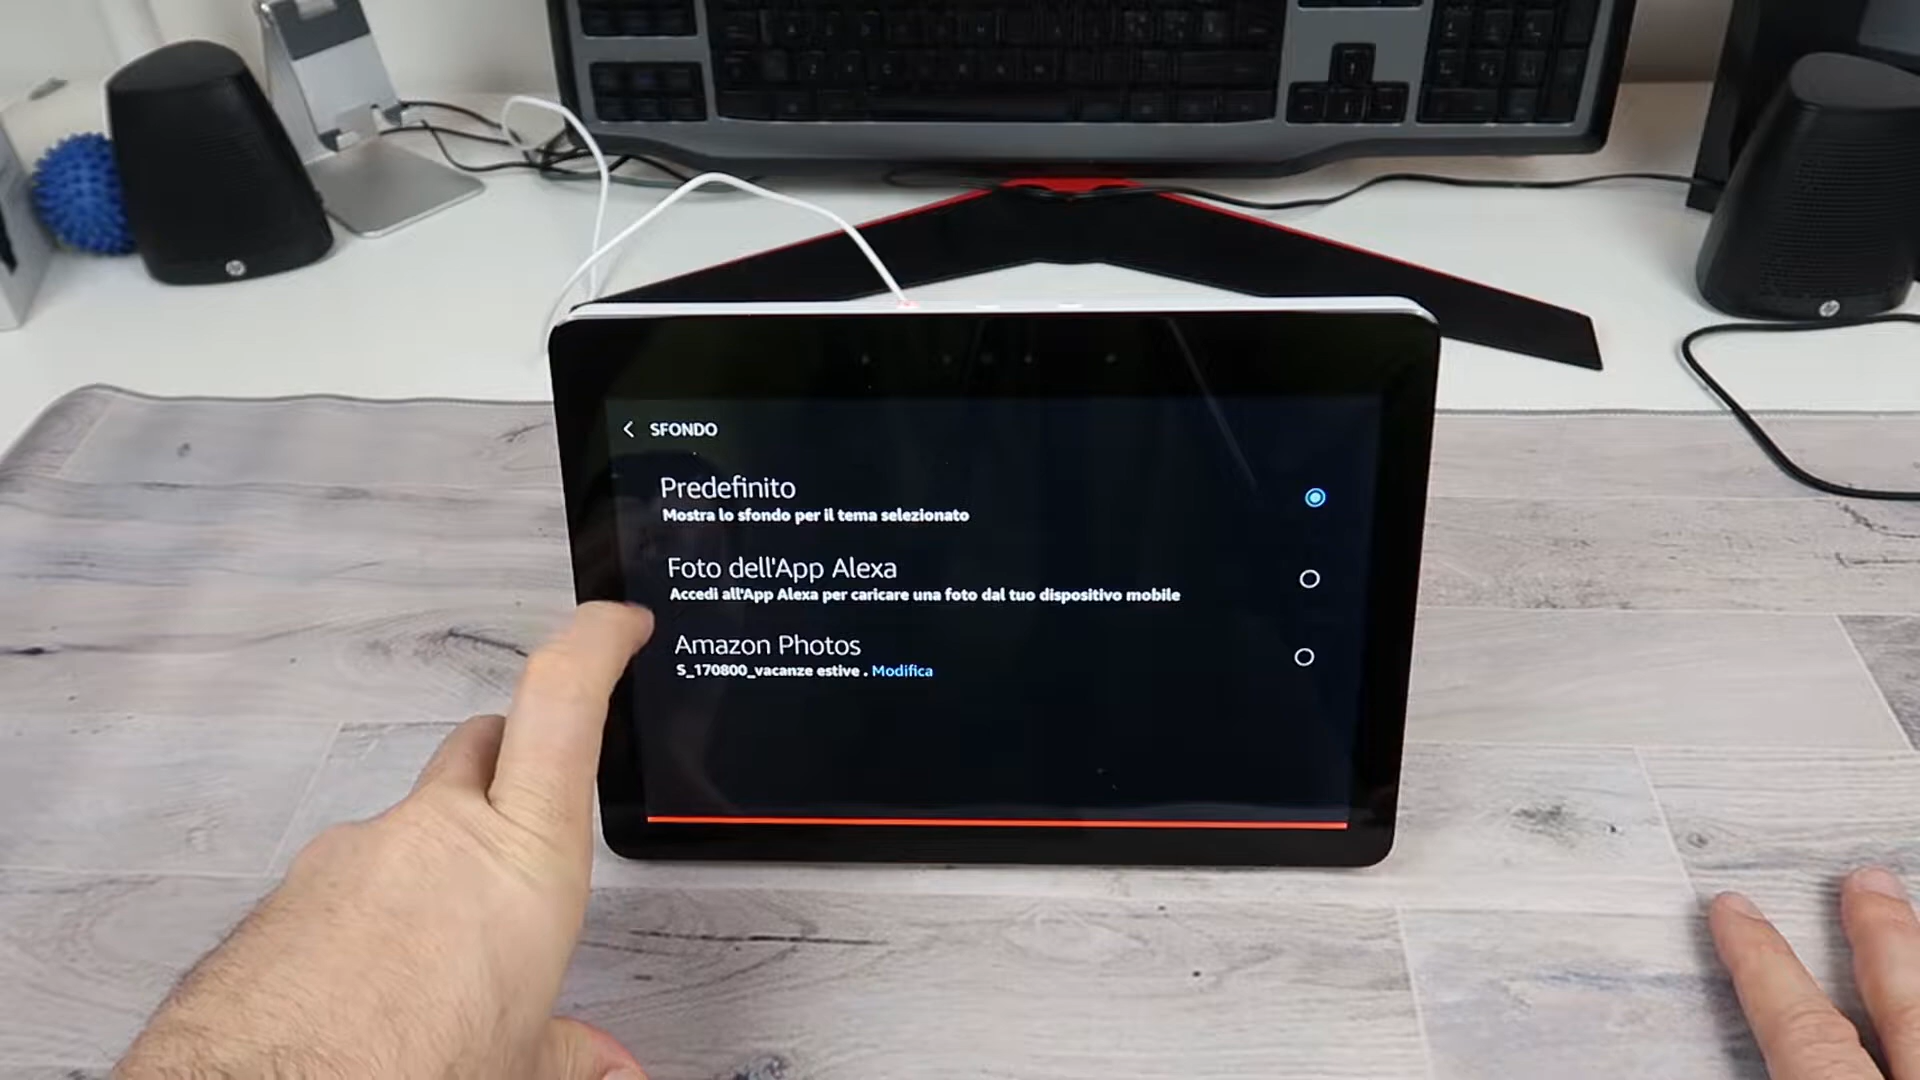 SFONDO
Predefinito
Mostra lo sfondo per il tema selezionato
Foto dell'App Alexa
Accedi all'App Alexa per caricare una foto dal tuo dispositivo mobile
Amazon Photos
S_170800_vacanze estive . Modifica